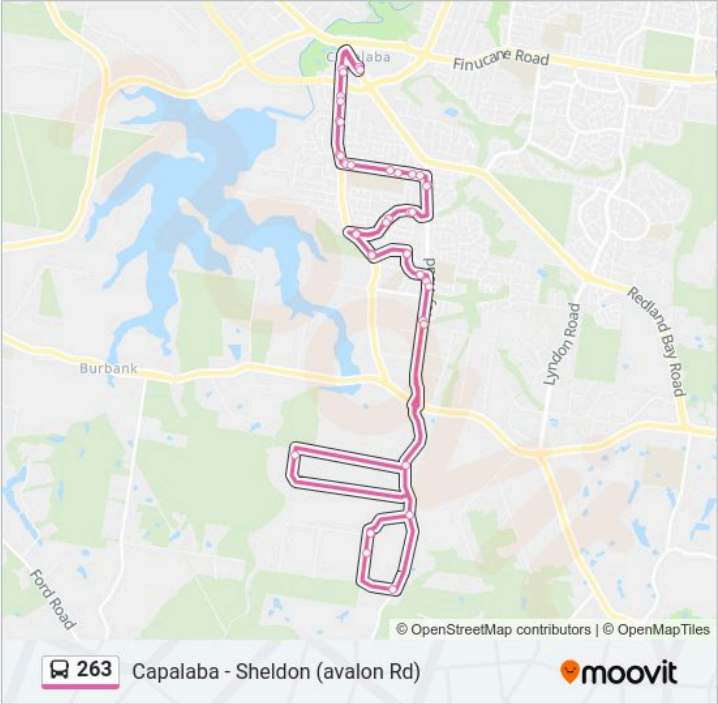 Finucane Road
Redland Bay Road
Lyndon Road
Burbank
Ford Road
© OpenStreetMap contributors | © OpenMapTiles
263 Capalaba - Sheldon (avalon Rd)
moovit